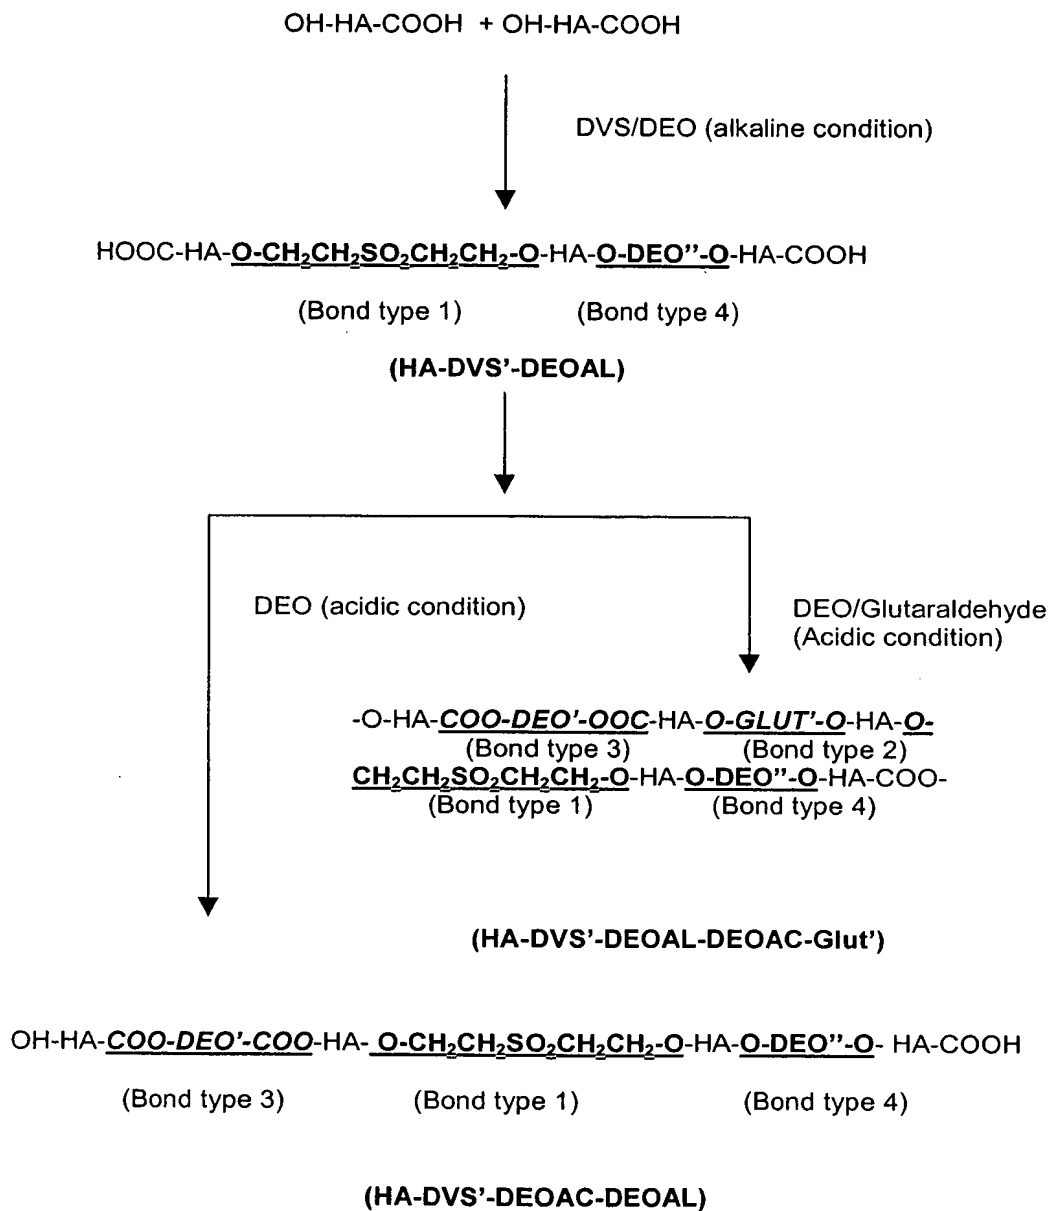 OH-HA-COOH + OH-HA-COOH
DVS/DEO (alkaline condition)
HOOC-HA-O-CH₂CH₂SO₂CH₂CH₂-O-HA-O-DEO’’-O-HA-COOH
(Bond type 1) (Bond type 4)
(HA-DVS’-DEOAL)
DEO (acidic condition)
DEO/Glutaraldehyde
(Acidic condition)
-O-HA-COO-DEO’-OOC-HA-O-GLUT’-O-HA-O-
(Bond type 3) (Bond type 2)
CH₂CH₂SO₂CH₂CH₂-O-HA-O-DEO’’-O-HA-COO-
(Bond type 1) (Bond type 4)
(HA-DVS’-DEOAL-DEOAC-Glut’)
OH-HA-COO-DEO’-COO-HA- O-CH₂CH₂SO₂CH₂CH₂-O-HA-O-DEO’’-O- HA-COOH
(Bond type 3) (Bond type 1) (Bond type 4)
(HA-DVS’-DEOAC-DEOAL)